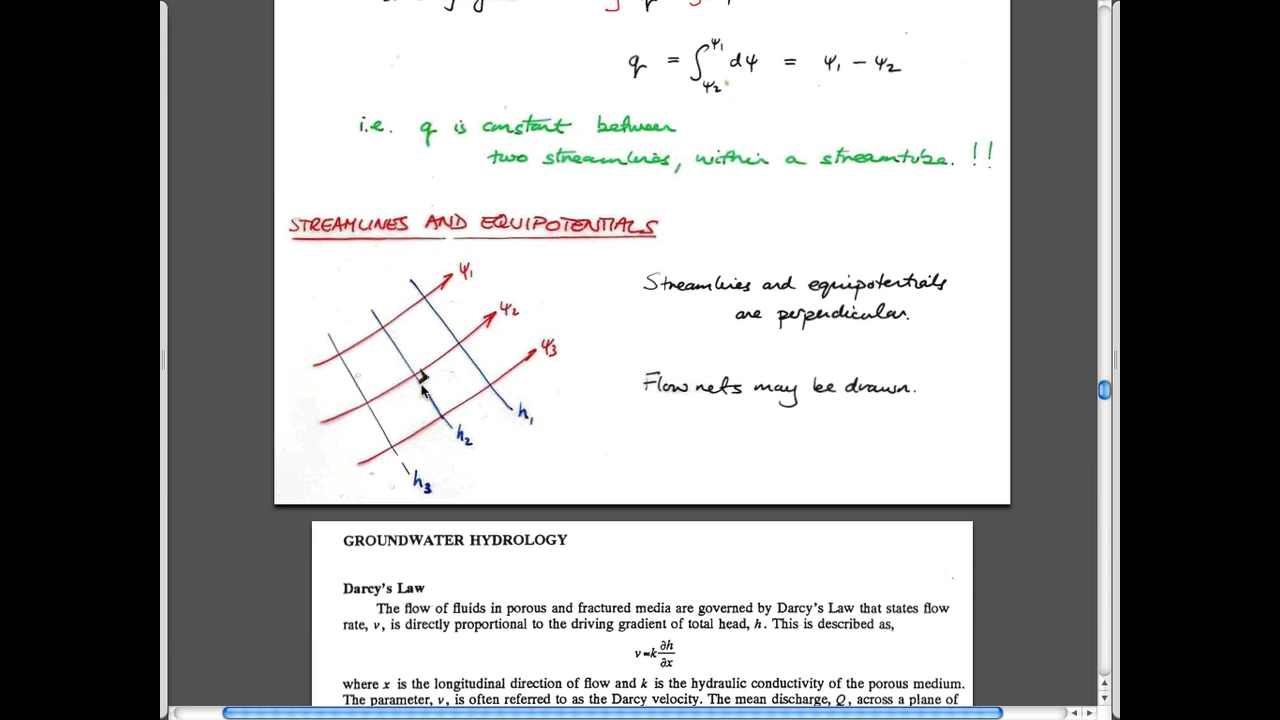 q = ∫ψ2^ψ1 dψ = ψ1 − ψ2
i.e. q is constant between
two streamlines, within a streamtube. !!
STREAMLINES AND EQUIPOTENTIALS
ψ1
ψ2
ψ3
h1
h2
h3
Streamlines and equipotentials
are perpendicular.
Flow nets may be drawn.
GROUNDWATER HYDROLOGY
Darcy's Law
The flow of fluids in porous and fractured media are governed by Darcy's Law that states flow
rate, v, is directly proportional to the driving gradient of total head, h. This is described as,
v=k ∂h/∂x
where x is the longitudinal direction of flow and k is the hydraulic conductivity of the porous medium.
The parameter, v, is often referred to as the Darcy velocity. The mean discharge, Q, across a plane of